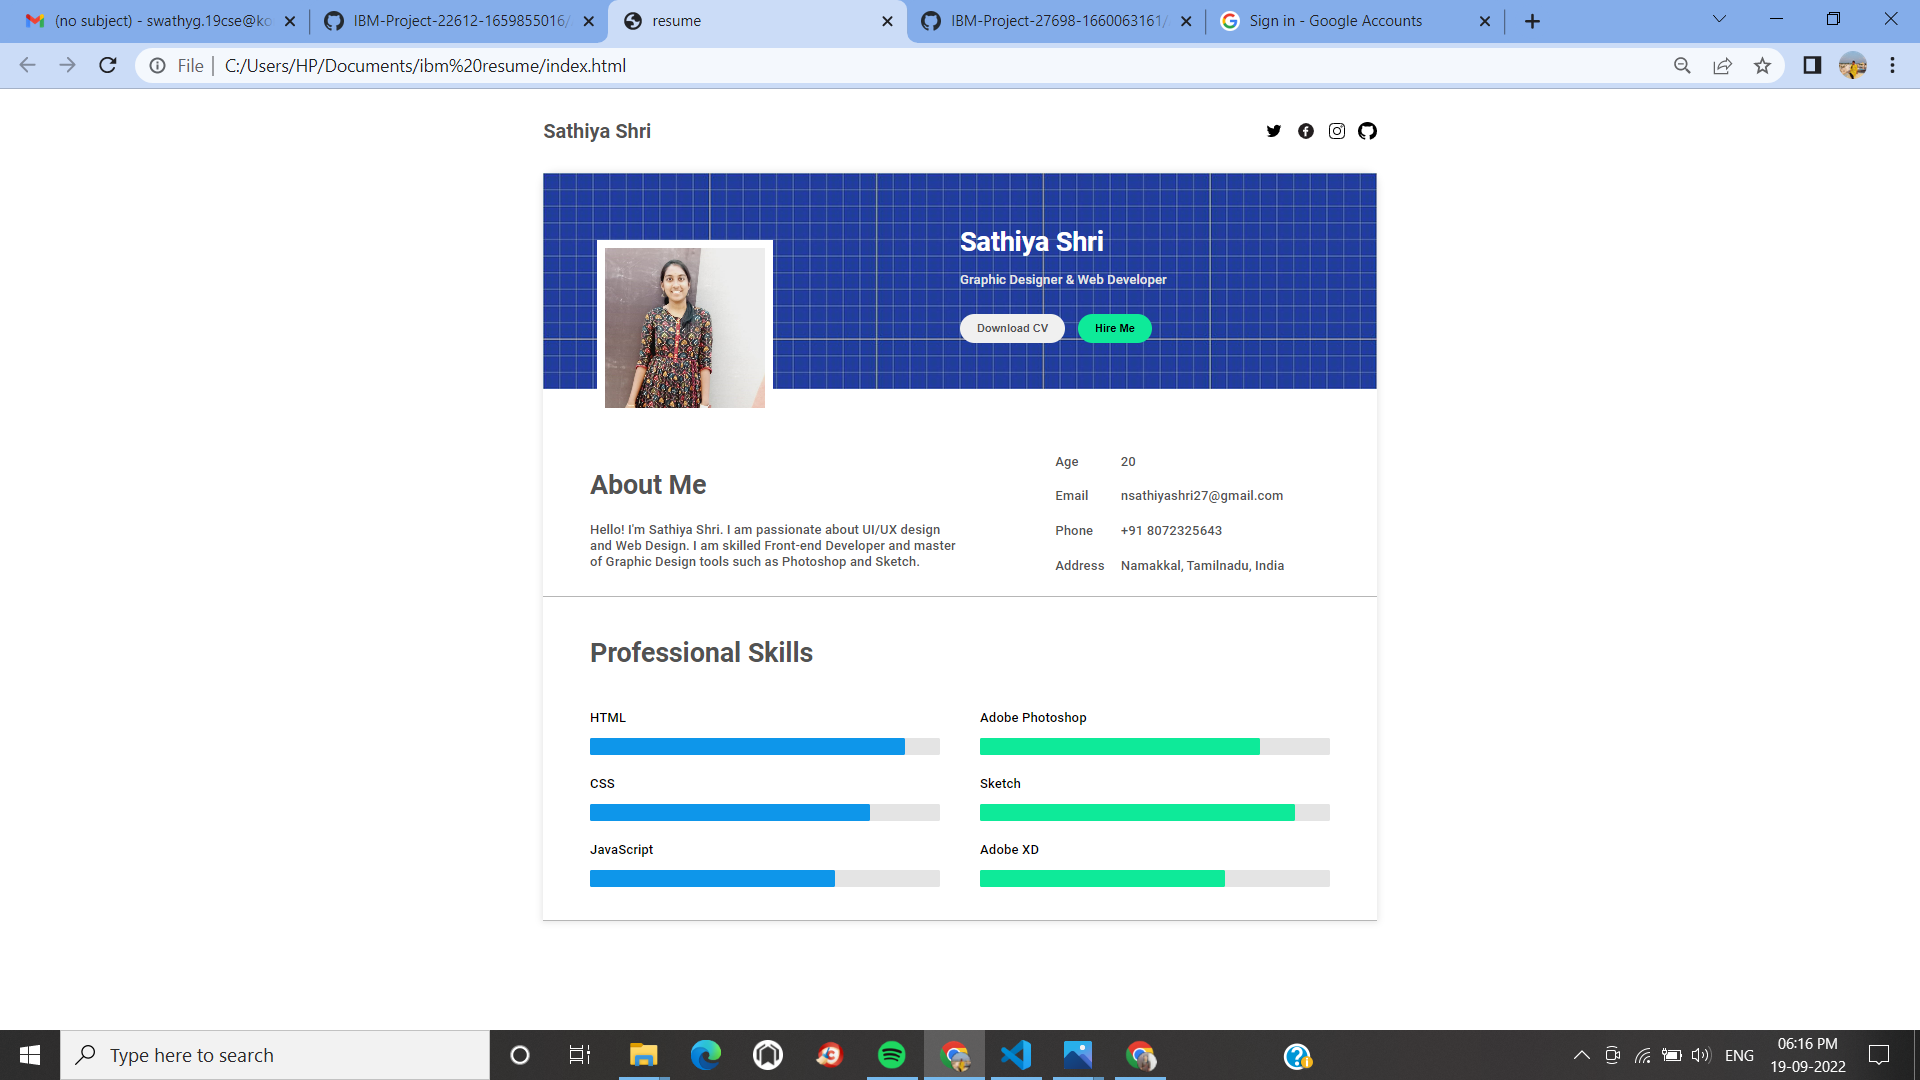 (no subject) - swathyg.19cse@ko
IBM-Project-22612-1659855016/
resume
IBM-Project-27698-1660063161/
Sign in - Google Accounts
File
C:/Users/HP/Documents/ibm%20resume/index.html
Sathiya Shri
Sathiya Shri
Graphic Designer & Web Developer
Download CV
Hire Me
About Me
Hello! I'm Sathiya Shri. I am passionate about UI/UX design
and Web Design. I am skilled Front-end Developer and master
of Graphic Design tools such as Photoshop and Sketch.
Age 20
Email nsathiyashri27@gmail.com
Phone +91 8072325643
Address Namakkal, Tamilnadu, India
Professional Skills
HTML
Adobe Photoshop
CSS
Sketch
JavaScript
Adobe XD
Type here to search
ENG
06:16 PM
19-09-2022